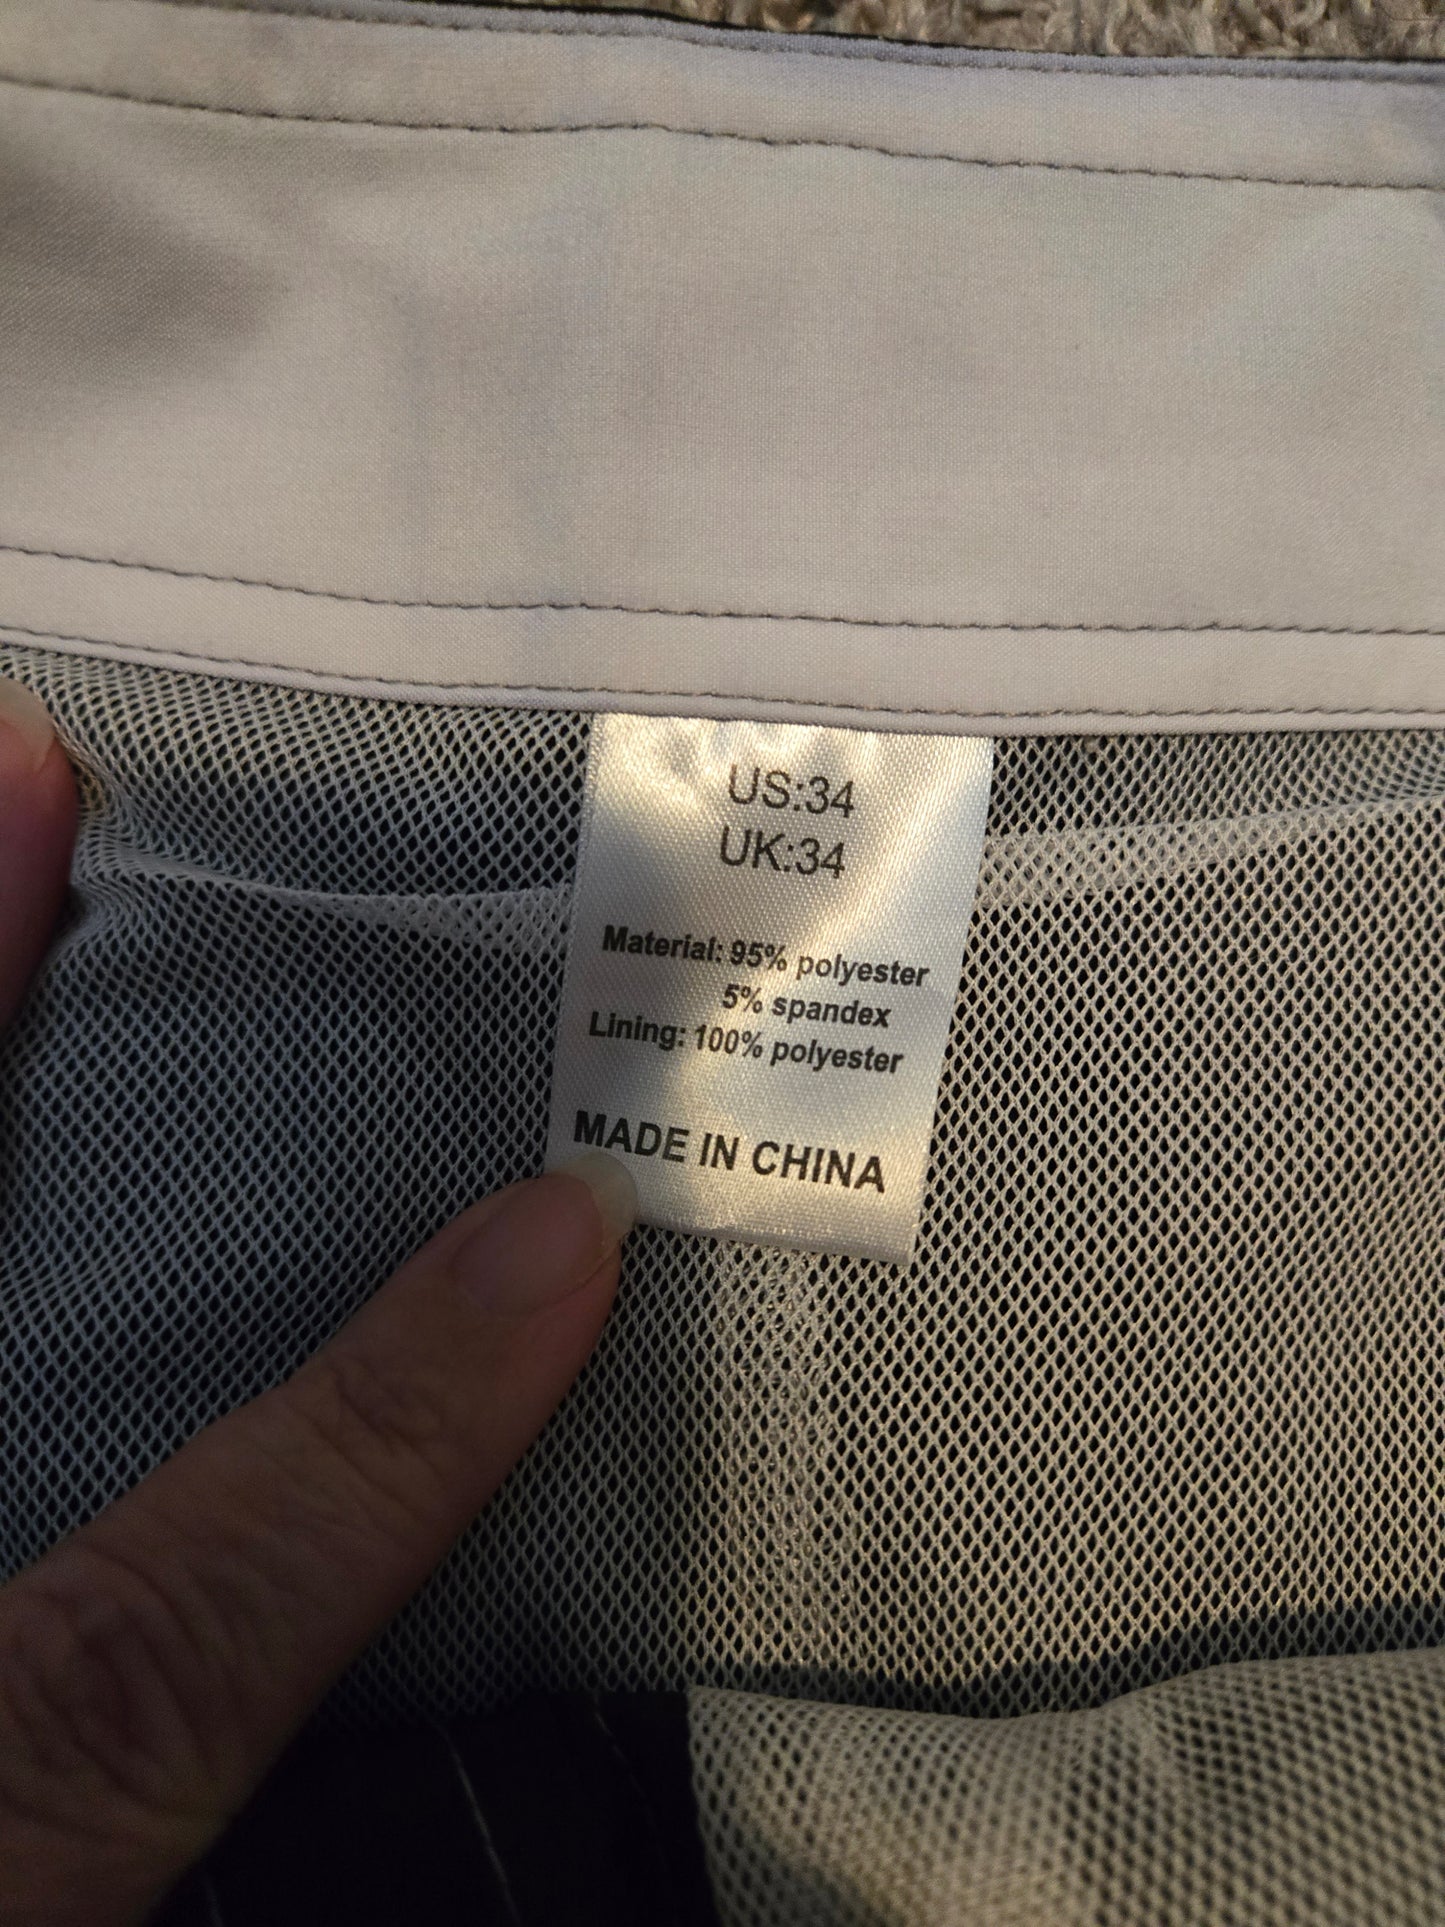 US:34
UK:34
Material: 95% polyester
5% spandex
Lining: 100% polyester
MADE IN CHINA